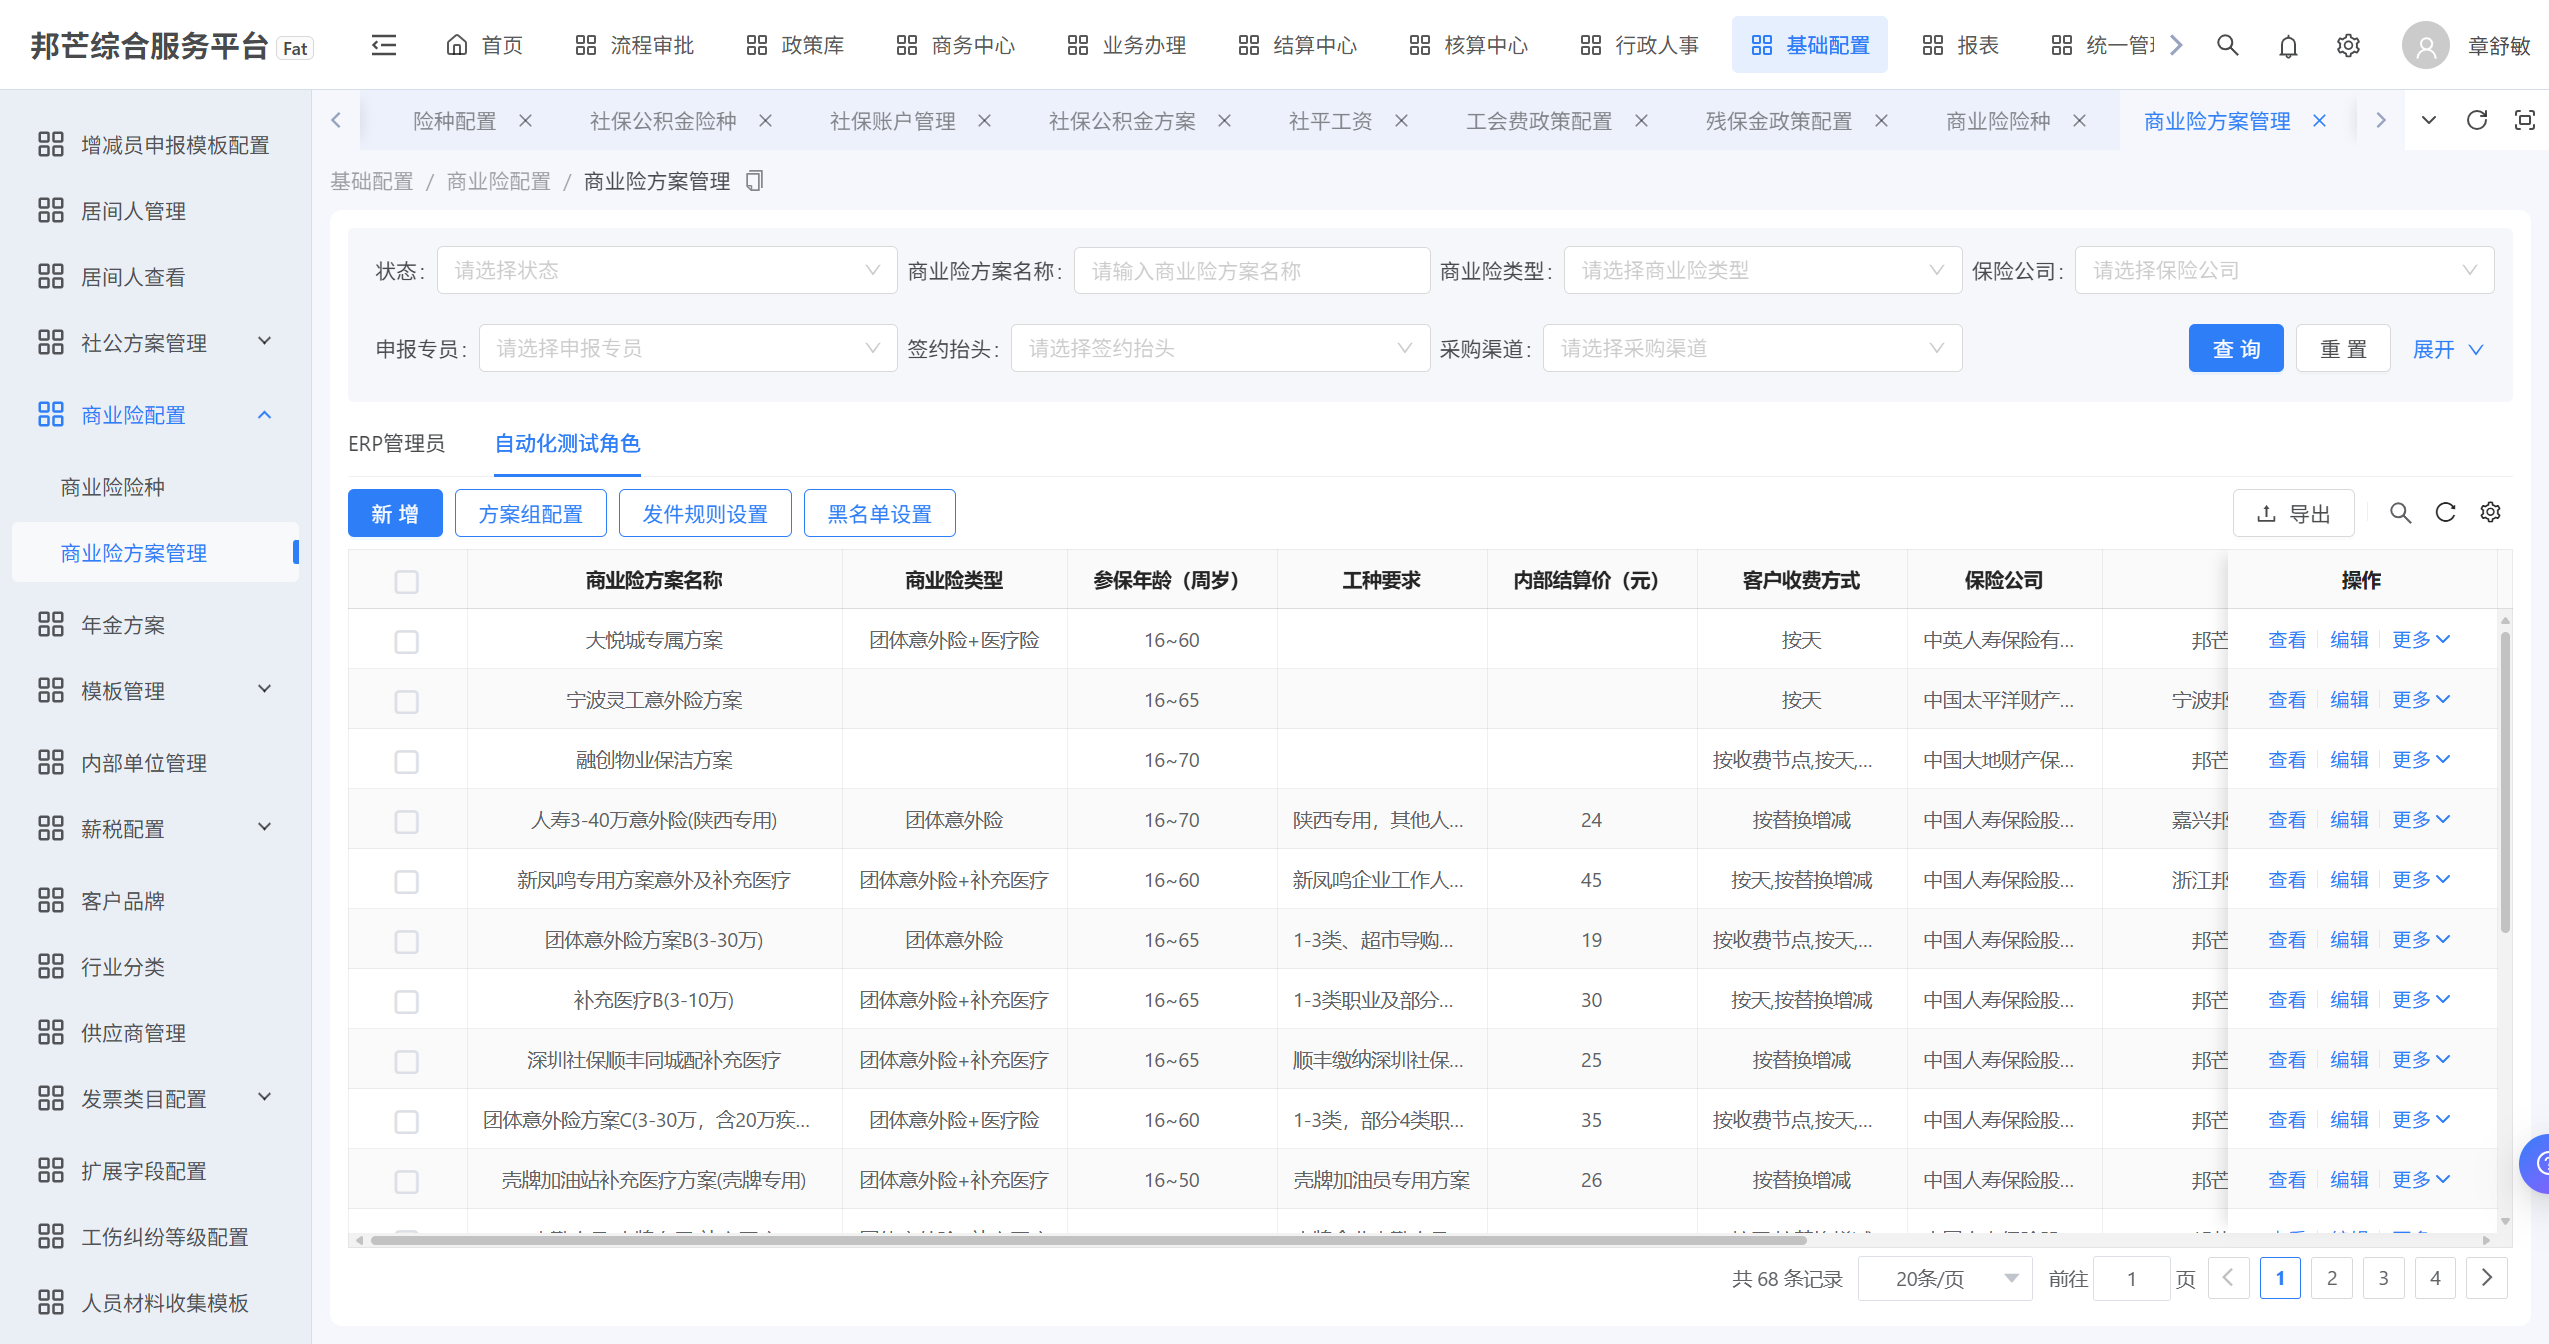 邦芒综合服务平台 Fat 首页 流程审批 政策库 商务中心 业务办理 结算中心 核算中心 行政人事 基础配置 报表 统一管 章舒敏
险种配置 社保公积金险种 社保账户管理 社保公积金方案 社平工资 工会费政策配置 残保金政策配置 商业险险种 商业险方案管理
基础配置 / 商业险配置 / 商业险方案管理
增减员申报模板配置
居间人管理
居间人查看
社公方案管理
商业险配置
商业险险种
商业险方案管理
年金方案
模板管理
内部单位管理
薪税配置
客户品牌
行业分类
供应商管理
发票类目配置
扩展字段配置
工伤纠纷等级配置
人员材料收集模板
状态: 请选择状态 商业险方案名称: 请输入商业险方案名称 商业险类型: 请选择商业险类型 保险公司: 请选择保险公司
申报专员: 请选择申报专员 签约抬头: 请选择签约抬头 采购渠道: 请选择采购渠道 查 询 重 置 展开
ERP管理员 自动化测试角色
新 增 方案组配置 发件规则设置 黑名单设置 导出
商业险方案名称 商业险类型 参保年龄（周岁） 工种要求 内部结算价（元） 客户收费方式 保险公司 操作
大悦城专属方案 团体意外险+医疗险 16~60 按天 中英人寿保险有... 邦芒 查看 编辑 更多
宁波灵工意外险方案 16~65 按天 中国太平洋财产... 宁波邦 查看 编辑 更多
融创物业保洁方案 16~70 按收费节点,按天,... 中国大地财产保... 邦芒 查看 编辑 更多
人寿3-40万意外险(陕西专用) 团体意外险 16~70 陕西专用，其他人... 24 按替换增减 中国人寿保险股... 嘉兴邦 查看 编辑 更多
新凤鸣专用方案意外及补充医疗 团体意外险+补充医疗 16~60 新凤鸣企业工作人... 45 按天,按替换增减 中国人寿保险股... 浙江邦 查看 编辑 更多
团体意外险方案B(3-30万) 团体意外险 16~65 1-3类、超市导购... 19 按收费节点,按天,... 中国人寿保险股... 邦芒 查看 编辑 更多
补充医疗B(3-10万) 团体意外险+补充医疗 16~65 1-3类职业及部分... 30 按天,按替换增减 中国人寿保险股... 邦芒 查看 编辑 更多
深圳社保顺丰同城配补充医疗 团体意外险+补充医疗 16~65 顺丰缴纳深圳社保... 25 按替换增减 中国人寿保险股... 邦芒 查看 编辑 更多
团体意外险方案C(3-30万，含20万疾... 团体意外险+医疗险 16~60 1-3类，部分4类职... 35 按收费节点,按天,... 中国人寿保险股... 邦芒 查看 编辑 更多
壳牌加油站补充医疗方案(壳牌专用) 团体意外险+补充医疗 16~50 壳牌加油员专用方案 26 按替换增减 中国人寿保险股... 邦芒 查看 编辑 更多
共 68 条记录 20条/页 前往 1 页 1 2 3 4